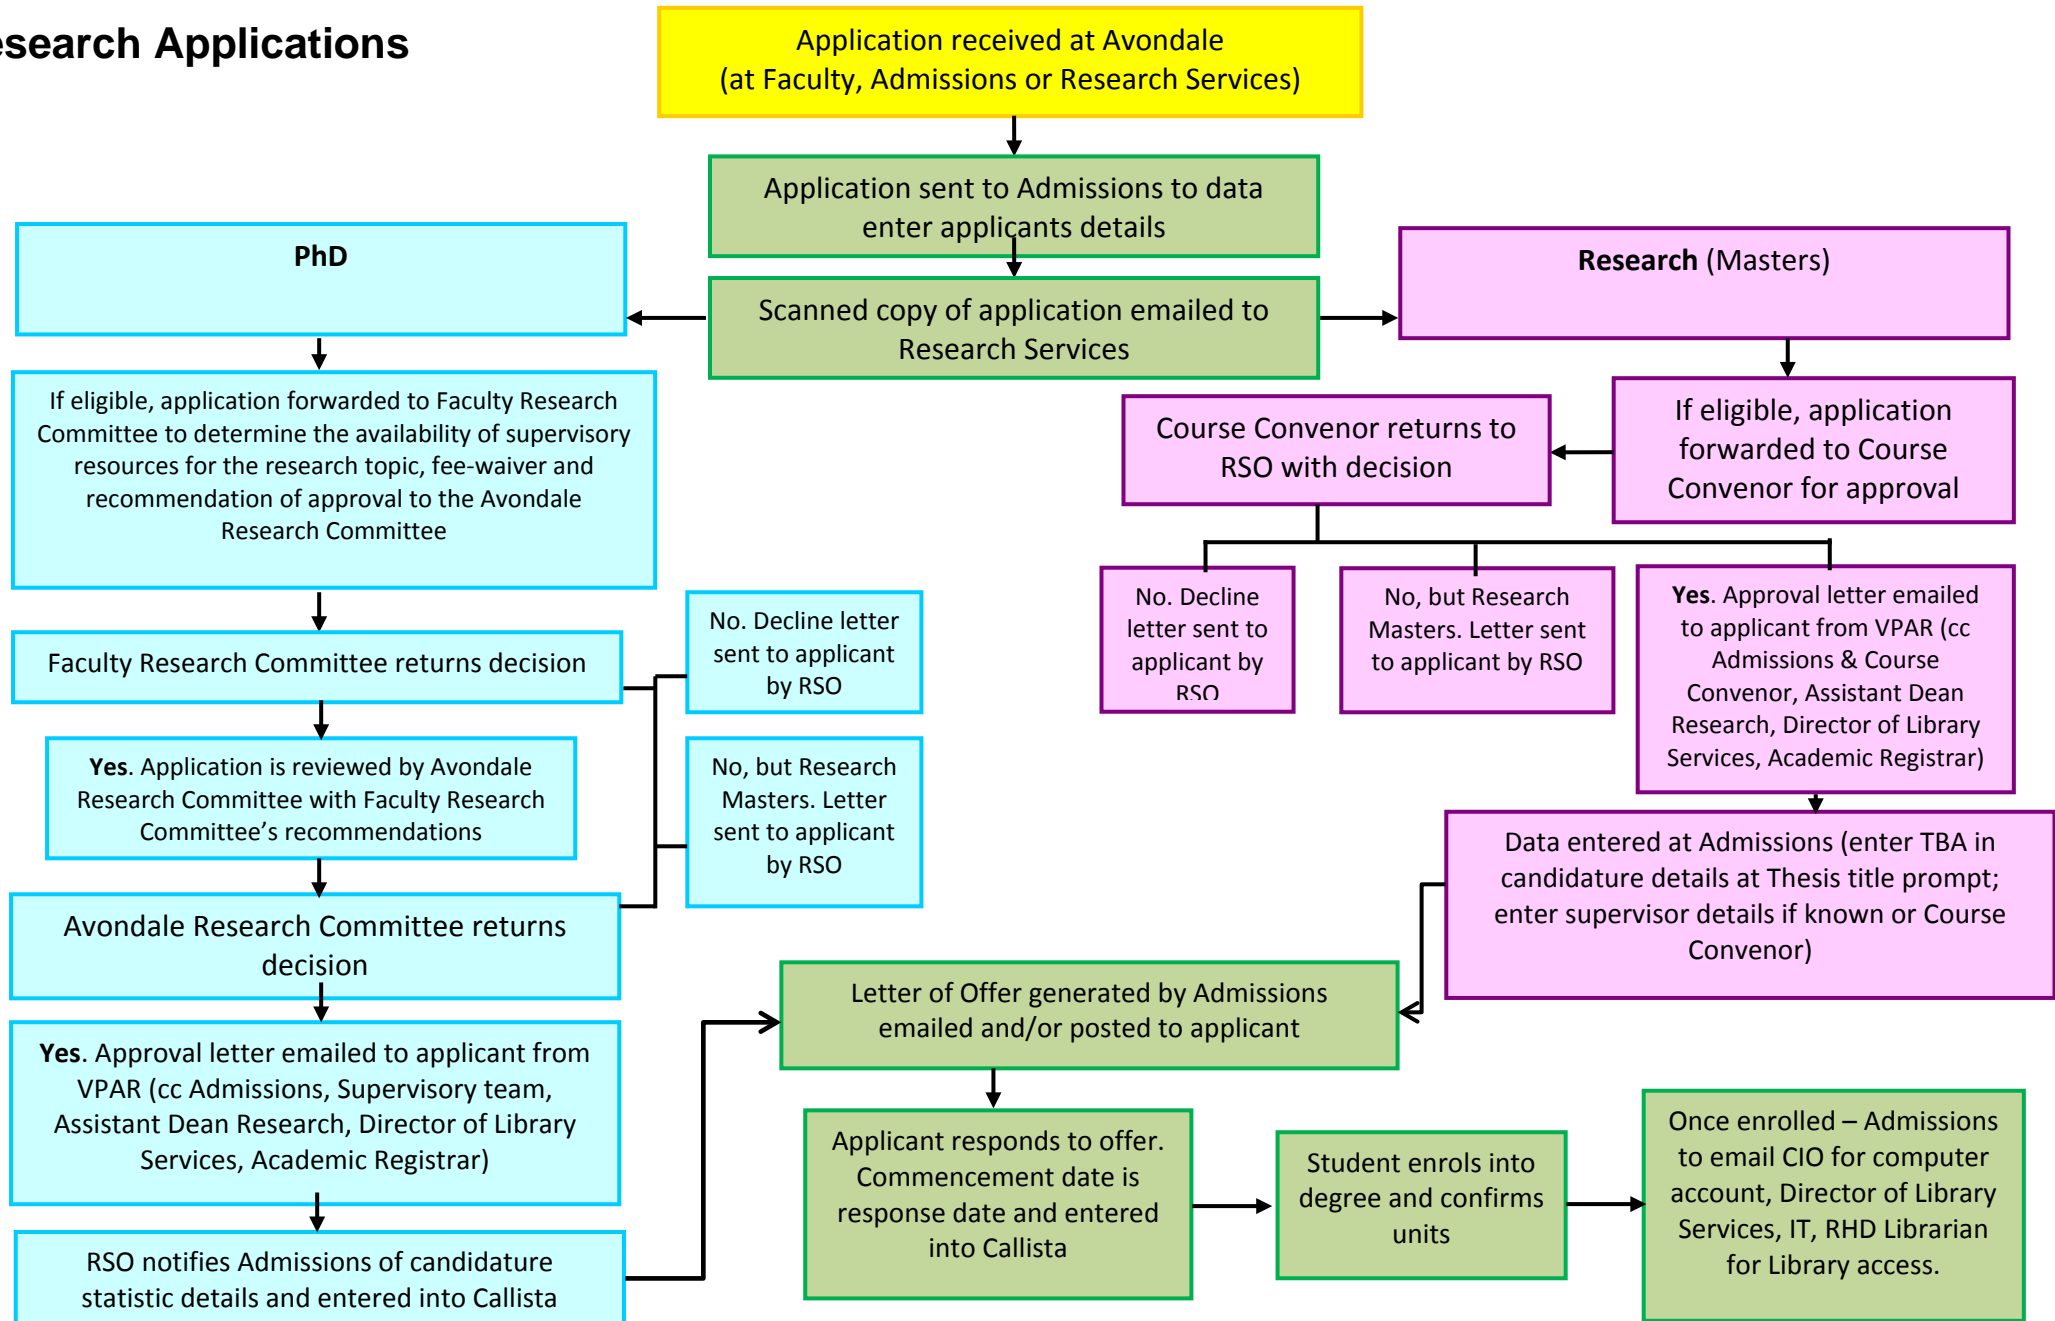 esearch Applications
Application received at Avondale
(at Faculty, Admissions or Research Services)
Application sent to Admissions to data
enter applicants details
Scanned copy of application emailed to
Research Services
PhD
If eligible, application forwarded to Faculty Research
Committee to determine the availability of supervisory
resources for the research topic, fee-waiver and
recommendation of approval to the Avondale
Research Committee
Faculty Research Committee returns decision
No. Decline letter
sent to applicant
by RSO
Yes. Application is reviewed by Avondale
Research Committee with Faculty Research
Committee’s recommendations
No, but Research
Masters. Letter
sent to applicant
by RSO
Avondale Research Committee returns
decision
Yes. Approval letter emailed to applicant from
VPAR (cc Admissions, Supervisory team,
Assistant Dean Research, Director of Library
Services, Academic Registrar)
RSO notifies Admissions of candidature
statistic details and entered into Callista
Research (Masters)
If eligible, application
forwarded to Course
Convenor for approval
Course Convenor returns to
RSO with decision
No. Decline
letter sent to
applicant by
RSO
No, but Research
Masters. Letter sent
to applicant by RSO
Yes. Approval letter emailed
to applicant from VPAR (cc
Admissions & Course
Convenor, Assistant Dean
Research, Director of Library
Services, Academic Registrar)
Data entered at Admissions (enter TBA in
candidature details at Thesis title prompt;
enter supervisor details if known or Course
Convenor)
Letter of Offer generated by Admissions
emailed and/or posted to applicant
Applicant responds to offer.
Commencement date is
response date and entered
into Callista
Student enrols into
degree and confirms
units
Once enrolled – Admissions
to email CIO for computer
account, Director of Library
Services, IT, RHD Librarian
for Library access.